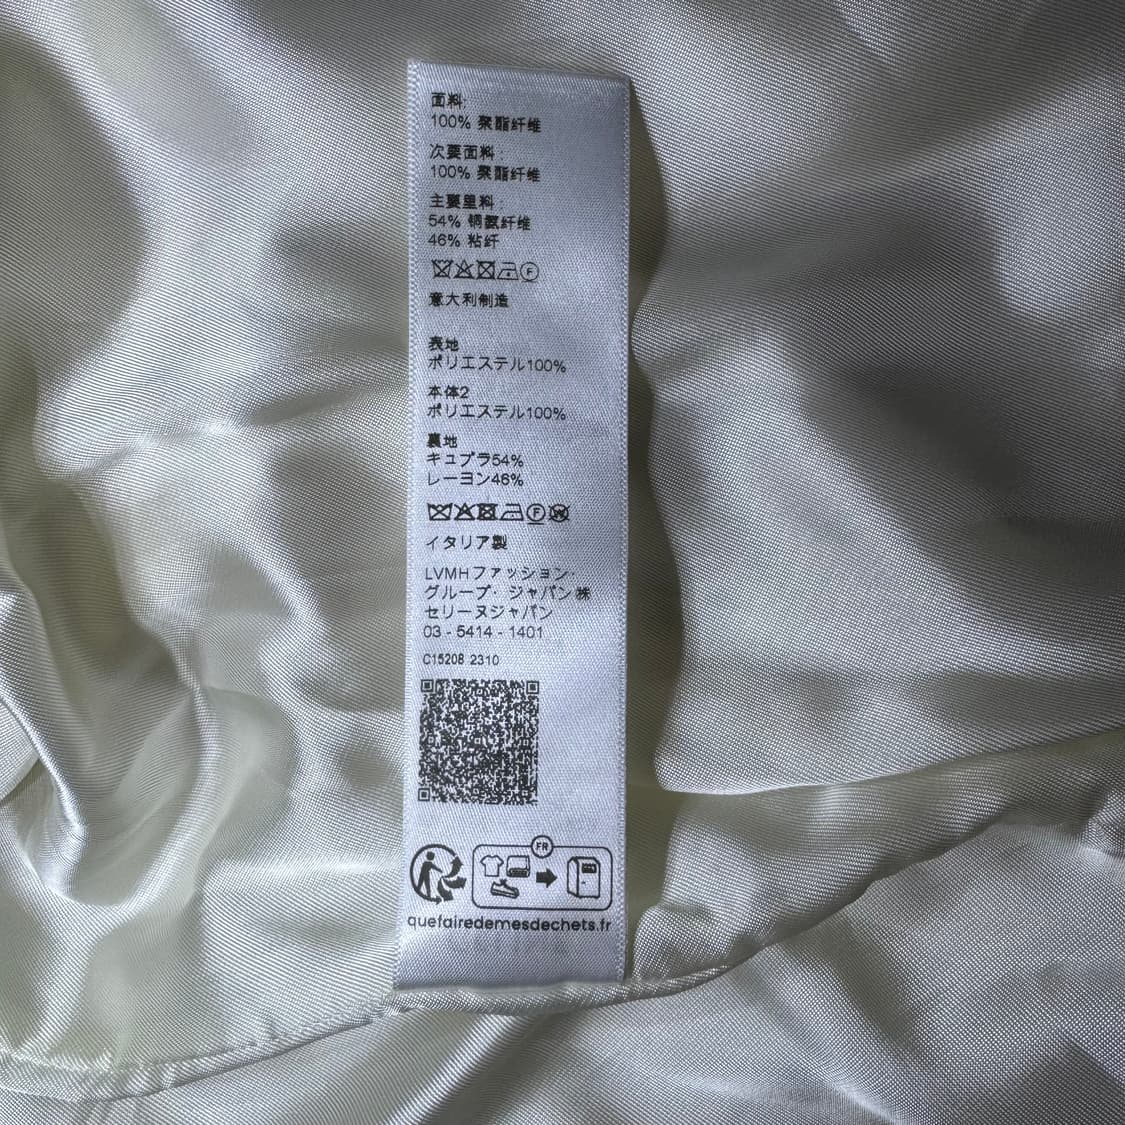 面料:
100% 聚酯纤维
次要面料:
100% 聚酯纤维
主要里料:
54% 铜氨纤维
46% 粘纤
F
意大利制造
表地
ポリエステル100%
本体2
ポリエステル100%
裏地
キュプラ54%
レーヨン46%
F W
イタリア製
LVMHファッション·
グループ· ジャパン㈱
セリーヌジャパン
03 - 5414 - 1401
C15208 2310
FR
quefairedemesdechets.fr